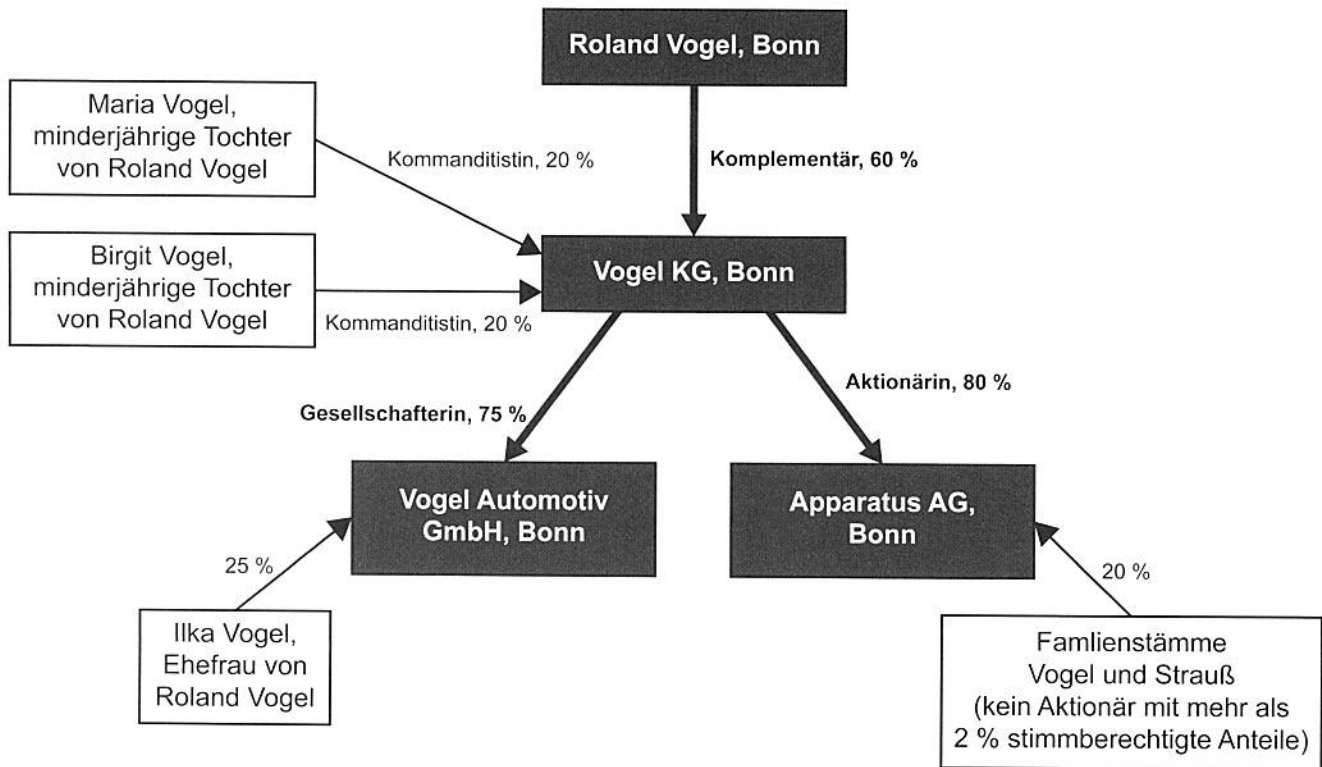 Roland Vogel, Bonn
Maria Vogel,
minderjährige Tochter
von Roland Vogel
Kommanditistin, 20 %
Komplementär, 60 %
Birgit Vogel,
minderjährige Tochter
von Roland Vogel
Kommanditistin, 20 %
Vogel KG, Bonn
Gesellschafterin, 75 %
Aktionärin, 80 %
Vogel Automotiv
GmbH, Bonn
Apparatus AG,
Bonn
25 %
20 %
Ilka Vogel,
Ehefrau von
Roland Vogel
Famlienstämme
Vogel und Strauß
(kein Aktionär mit mehr als
2 % stimmberechtigte Anteile)